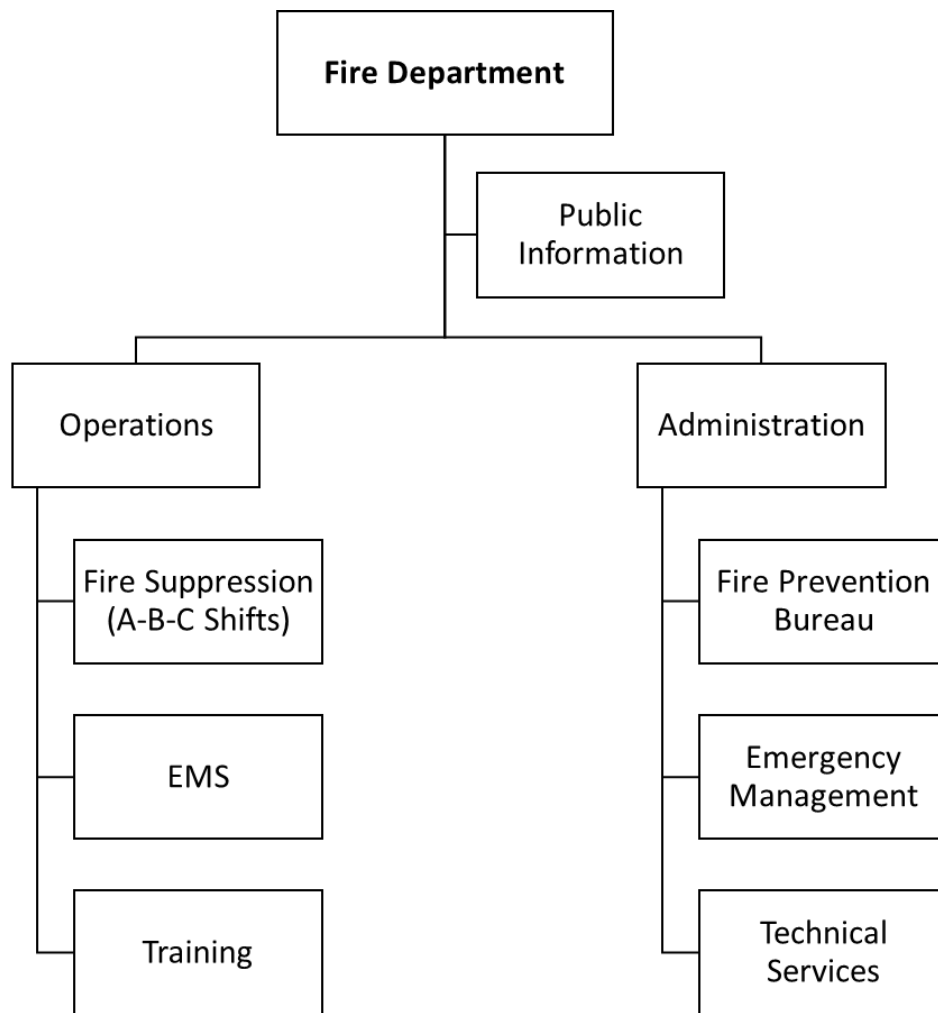 Fire Department
Public
Information
Operations
Administration
Fire Suppression
(A-B-C Shifts)
Fire Prevention
Bureau
EMS
Emergency
Management
Training
Technical
Services